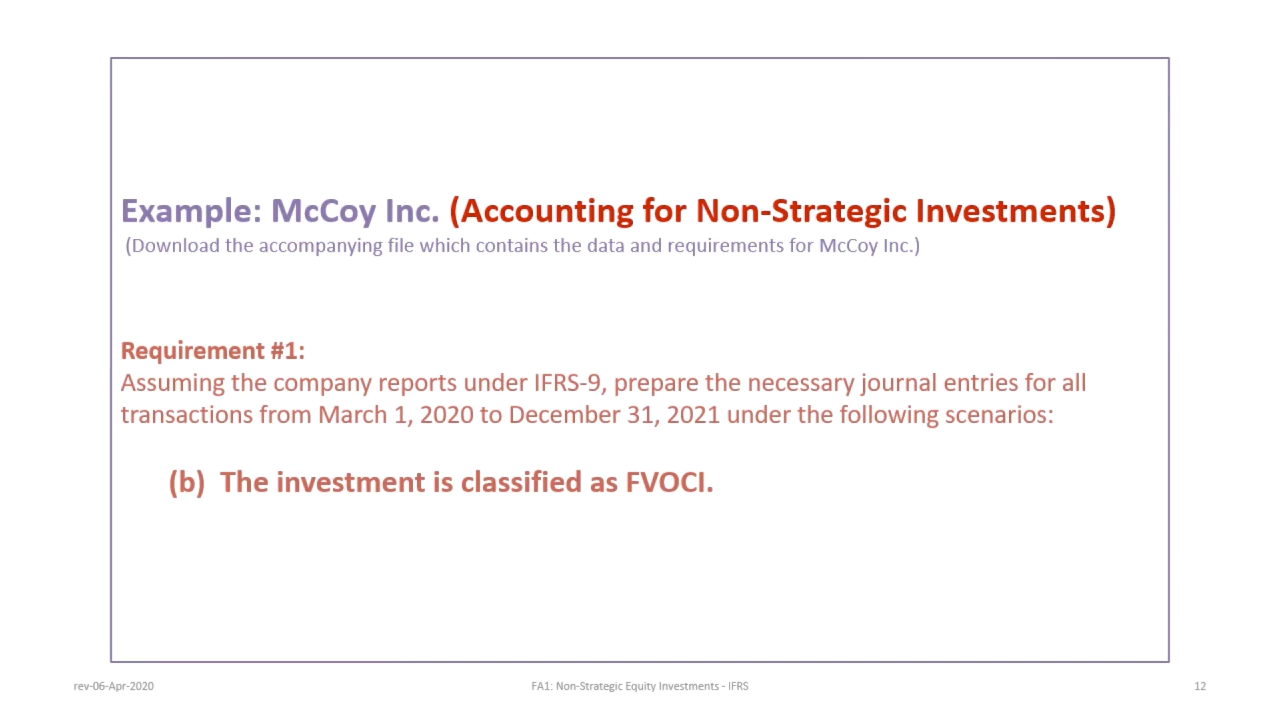 Example: McCoy Inc. (Accounting for Non-Strategic Investments)
(Download the accompanying file which contains the data and requirements for McCoy Inc.)
Requirement #1:
Assuming the company reports under IFRS-9, prepare the necessary journal entries for all
transactions from March 1, 2020 to December 31, 2021 under the following scenarios:
(b) The investment is classified as FVOCI.
rev-06-Apr-2020
FA1: Non-Strategic Equity Investments - IFRS
12